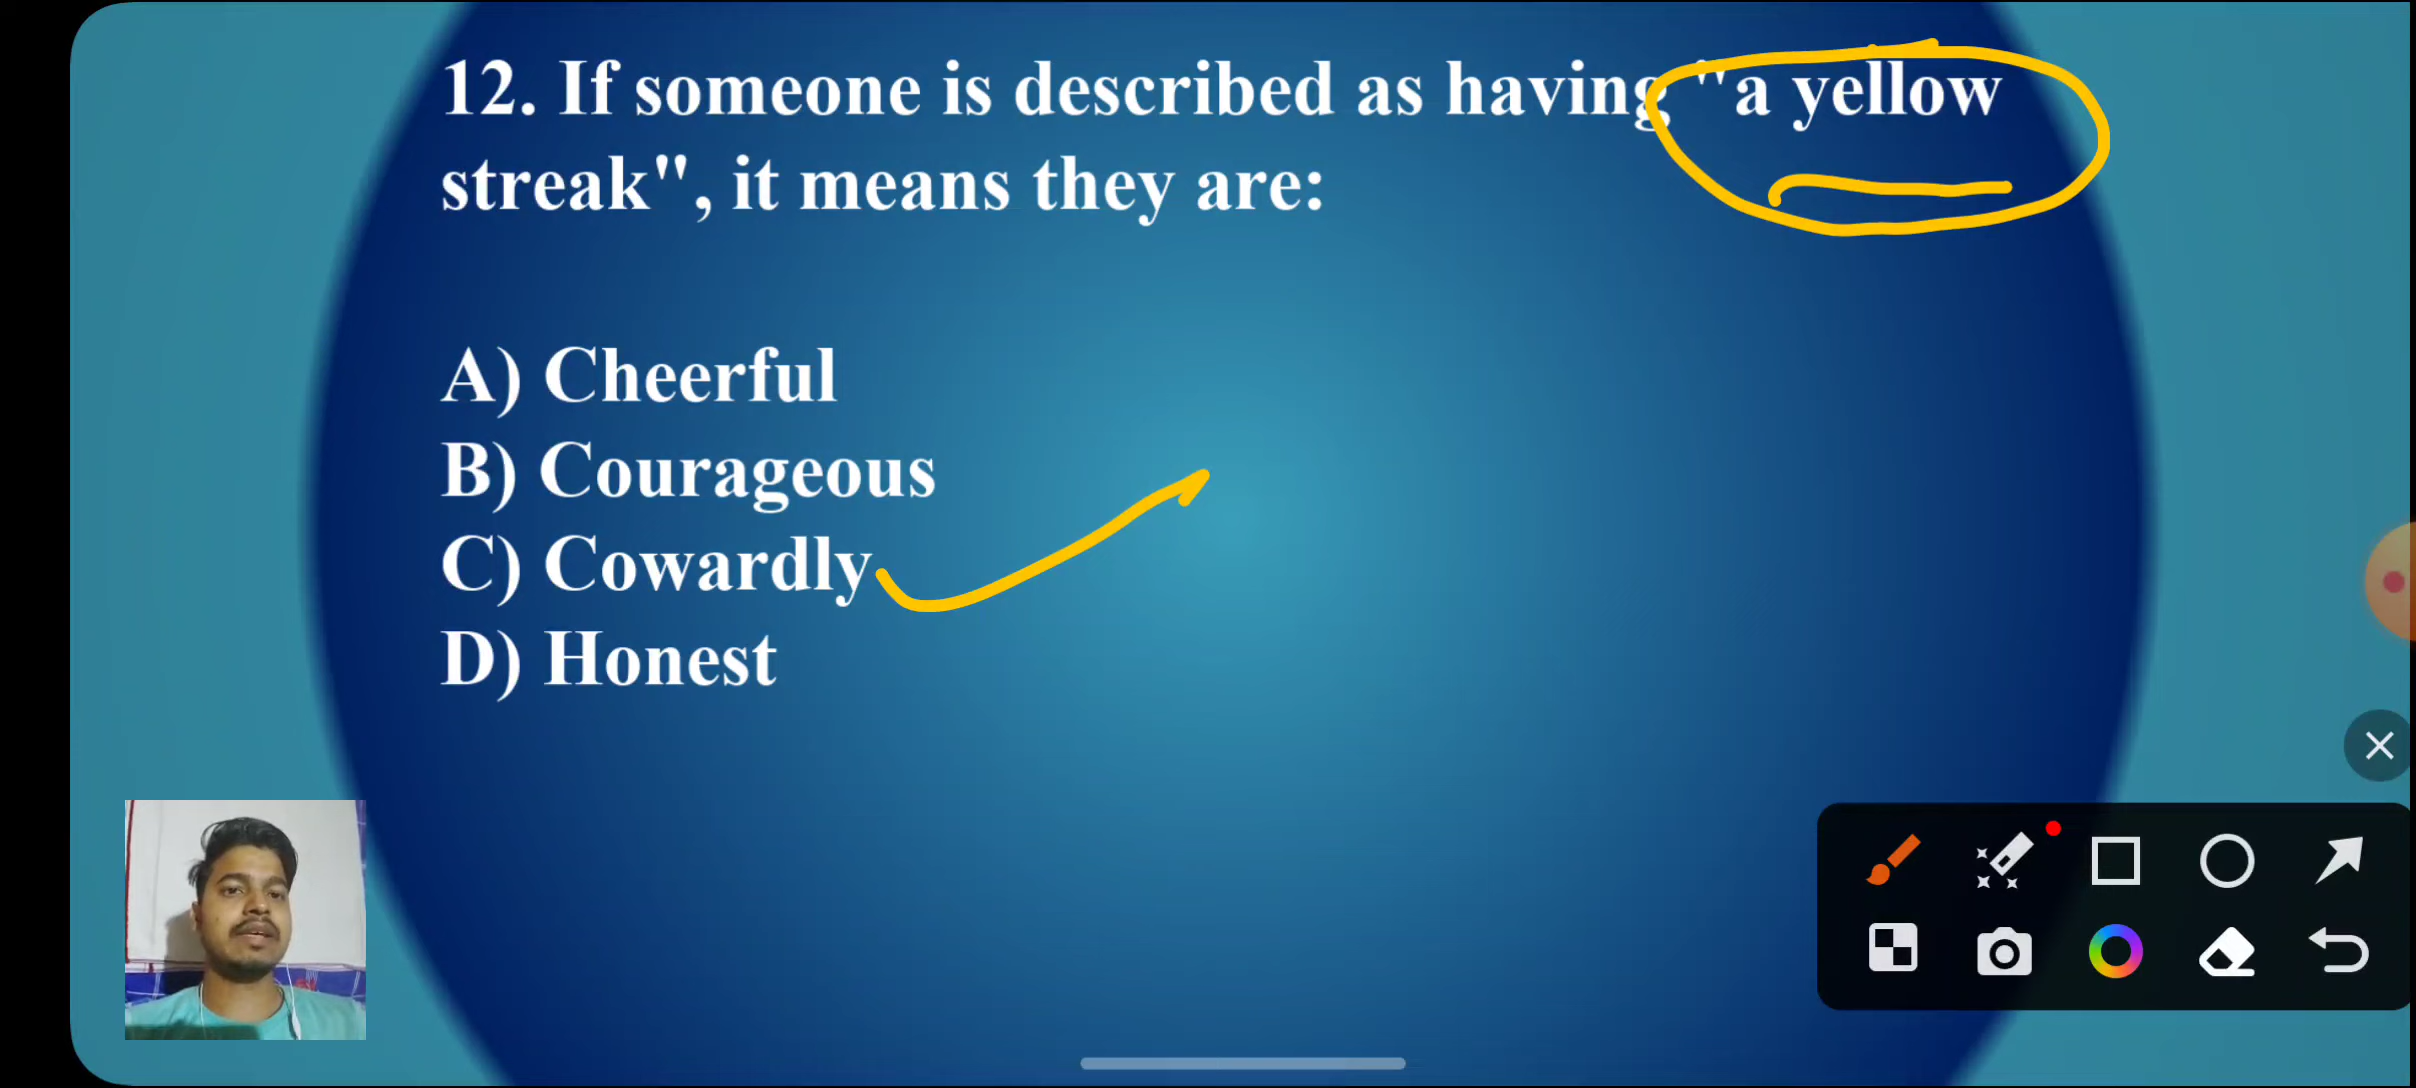 12. If someone is described as having "a yellow
streak", it means they are:
A) Cheerful
B) Courageous
C) Cowardly
D) Honest